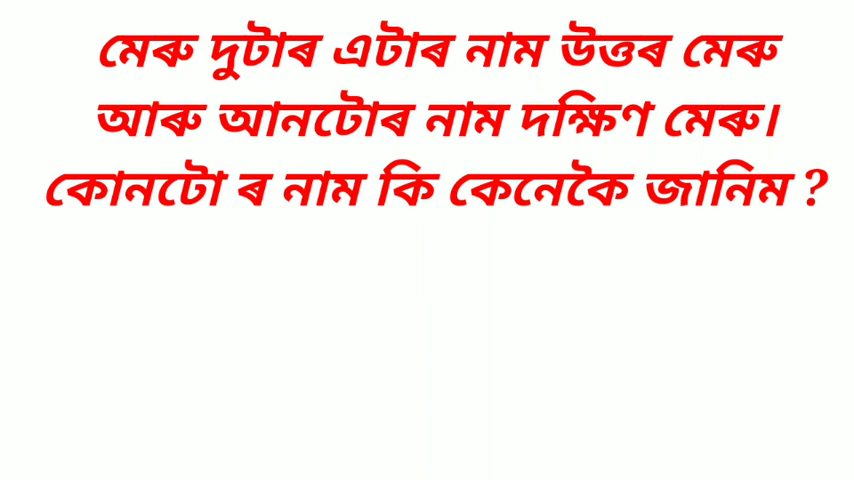 মেৰু দুটাৰ এটাৰ নাম উত্তৰ মেৰু
আৰু আনটোৰ নাম দক্ষিণ মেৰু।
কোনটো ৰ নাম কি কেনেকৈ জানিম ?